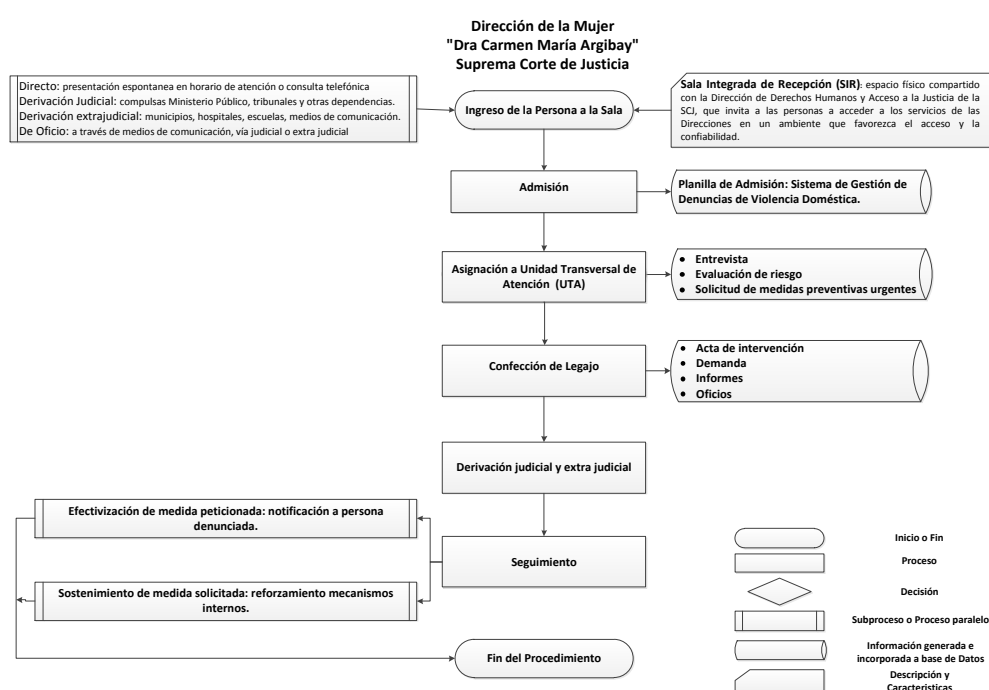 Dirección de la Mujer
"Dra Carmen María Argibay"
Suprema Corte de Justicia
Directo: presentación espontanea en horario de atención o consulta telefónica
Derivación Judicial: compulsas Ministerio Público, tribunales y otras dependencias.
Derivación extrajudicial: municipios, hospitales, escuelas, medios de comunicación.
De Oficio: a través de medios de comunicación, vía judicial o extra judicial
Ingreso de la Persona a la Sala
Sala Integrada de Recepción (SIR): espacio físico compartido
con la Dirección de Derechos Humanos y Acceso a la Justicia de la
SCJ, que invita a las personas a acceder a los servicios de las
Direcciones en un ambiente que favorezca el acceso y la
confiabilidad.
Admisión
Planilla de Admisión: Sistema de Gestión de
Denuncias de Violencia Doméstica.
Asignación a Unidad Transversal de
Atención (UTA)
• Entrevista
• Evaluación de riesgo
• Solicitud de medidas preventivas urgentes
Confección de Legajo
• Acta de intervención
• Demanda
• Informes
• Oficios
Derivación judicial y extra judicial
Efectivización de medida peticionada: notificación a persona
denunciada.
Seguimiento
Sostenimiento de medida solicitada: reforzamiento mecanismos
internos.
Fin del Procedimiento
Inicio o Fin
Proceso
Decisión
Subproceso o Proceso paralelo
Información generada e
incorporada a base de Datos
Descripción y
Caracteristicas